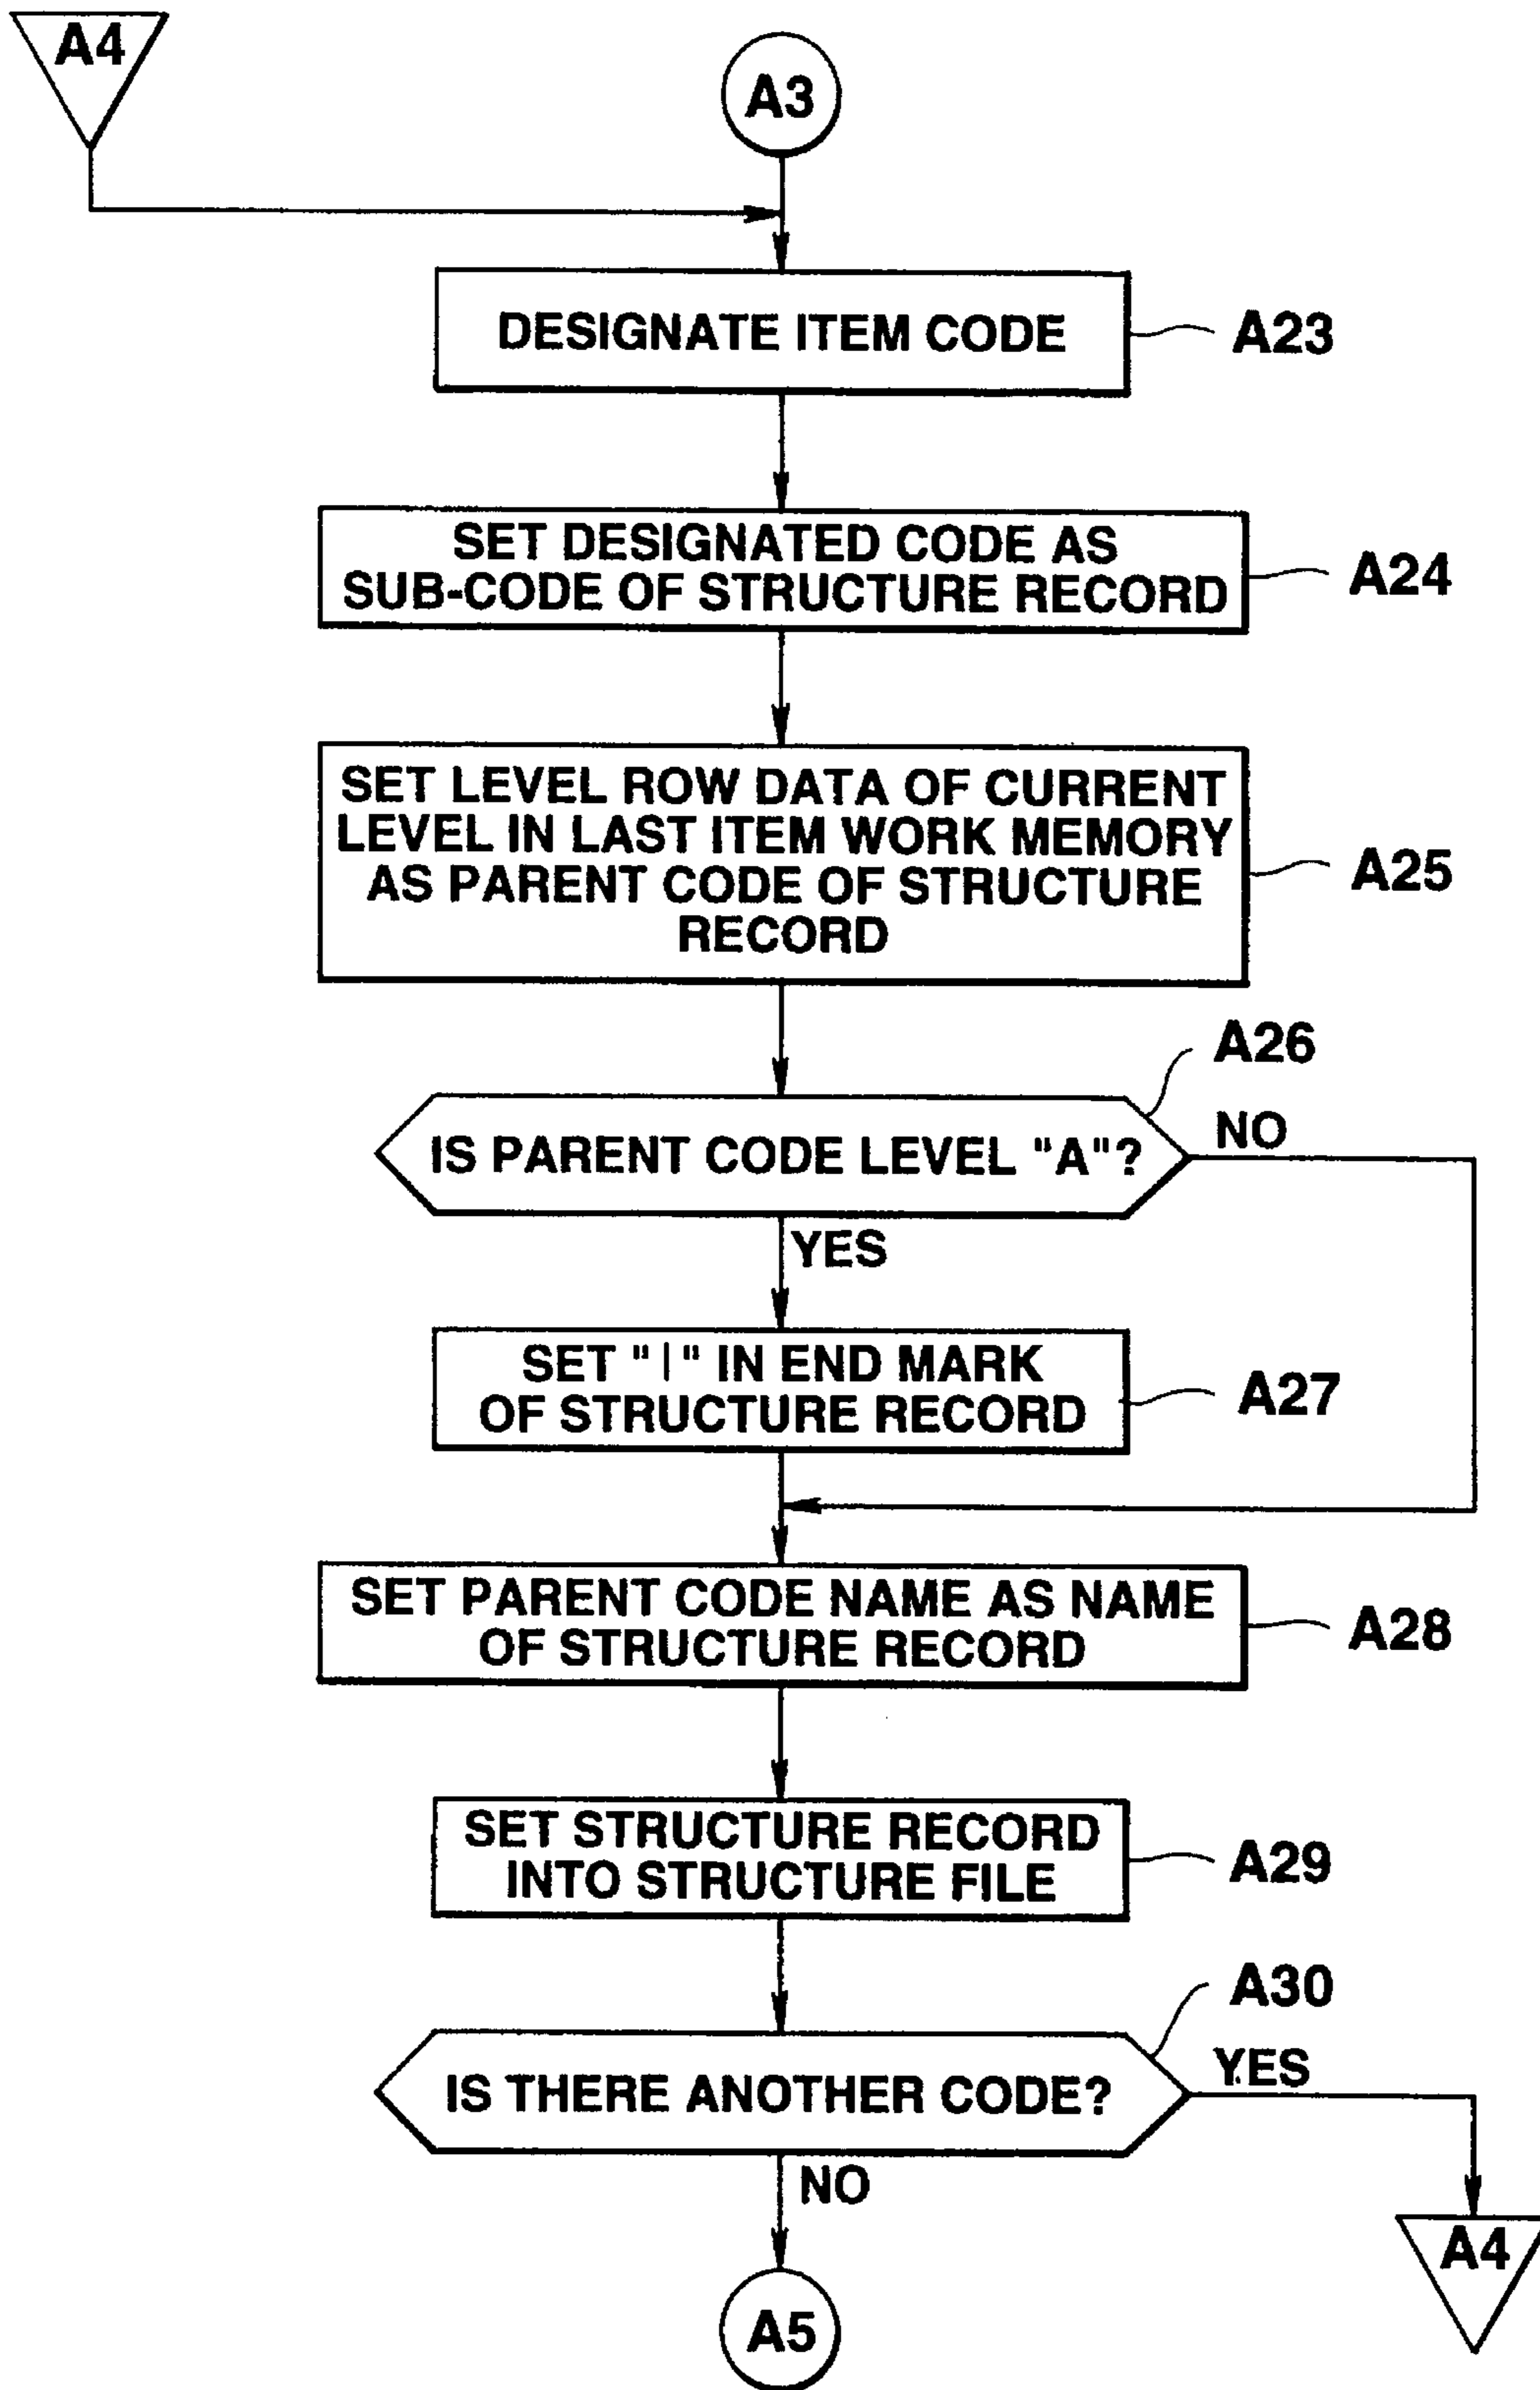 A4
A3
DESIGNATE ITEM CODE
A23
SET DESIGNATED CODE AS
SUB-CODE OF STRUCTURE RECORD
A24
SET LEVEL ROW DATA OF CURRENT
LEVEL IN LAST ITEM WORK MEMORY
AS PARENT CODE OF STRUCTURE
RECORD
A25
A26
IS PARENT CODE LEVEL "A"?
NO
YES
SET "|" IN END MARK
OF STRUCTURE RECORD
A27
SET PARENT CODE NAME AS NAME
OF STRUCTURE RECORD
A28
SET STRUCTURE RECORD
INTO STRUCTURE FILE
A29
A30
IS THERE ANOTHER CODE?
YES
NO
A4
A5